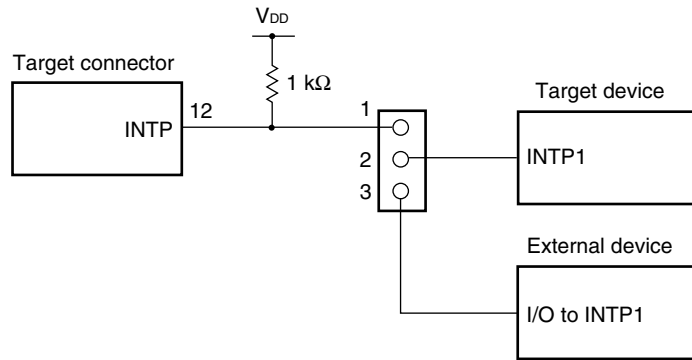 VDD
1 kΩ
Target connector
INTP
12
1
2
3
Target device
INTP1
External device
I/O to INTP1